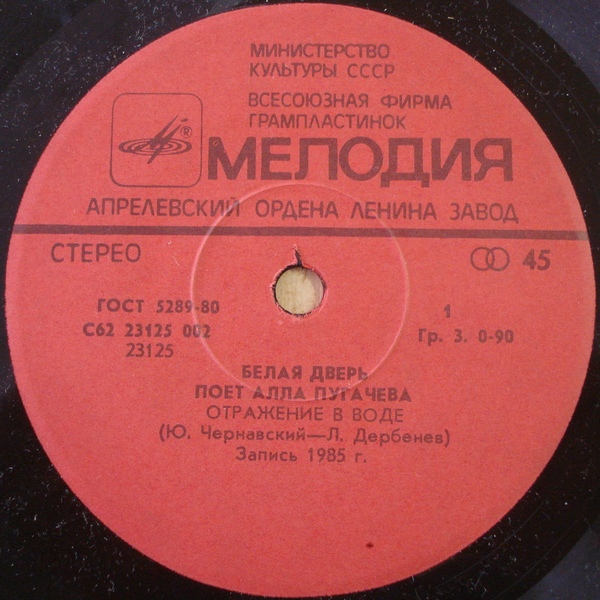 МИНИСТЕРСТВО
КУЛЬТУРЫ СССР
ВСЕСОЮЗНАЯ ФИРМА
ГРАМПЛАСТИНОК
®
МЕЛОДИЯ
АПРЕЛЕВСКИЙ ОРДЕНА ЛЕНИНА ЗАВОД
СТЕРЕО 45
ГОСТ 5289-80 1
С62 23125 002 Гр. 3. 0-90
23125
БЕЛАЯ ДВЕРЬ
ПОЕТ АЛЛА ПУГАЧЕВА
ОТРАЖЕНИЕ В ВОДЕ
(Ю. Чернавский—Л. Дербенев)
Запись 1985 г.